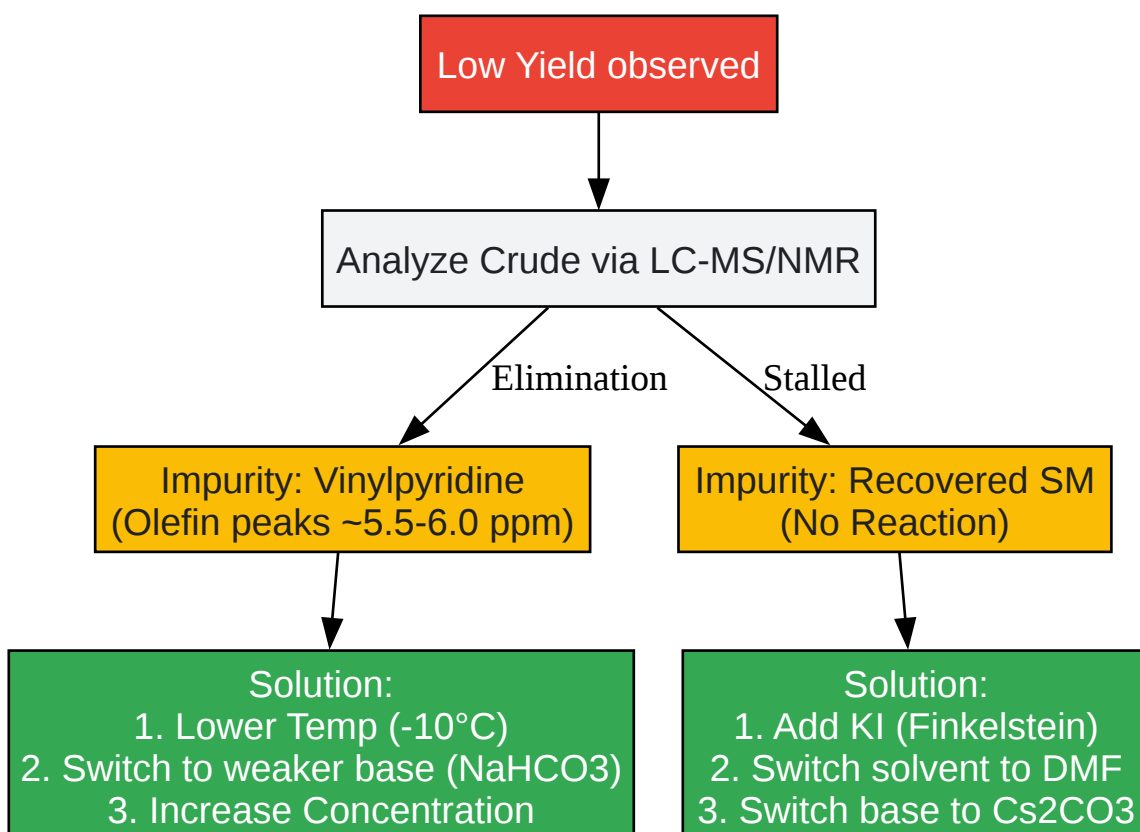 Low Yield observed
Analyze Crude via LC-MS/NMR
Elimination
Stalled
Impurity: Vinylpyridine
(Olefin peaks ~5.5-6.0 ppm)
Impurity: Recovered SM
(No Reaction)
Solution:
1. Lower Temp (-10°C)
2. Switch to weaker base (NaHCO3)
3. Increase Concentration
Solution:
1. Add KI (Finkelstein)
2. Switch solvent to DMF
3. Switch base to Cs2CO3